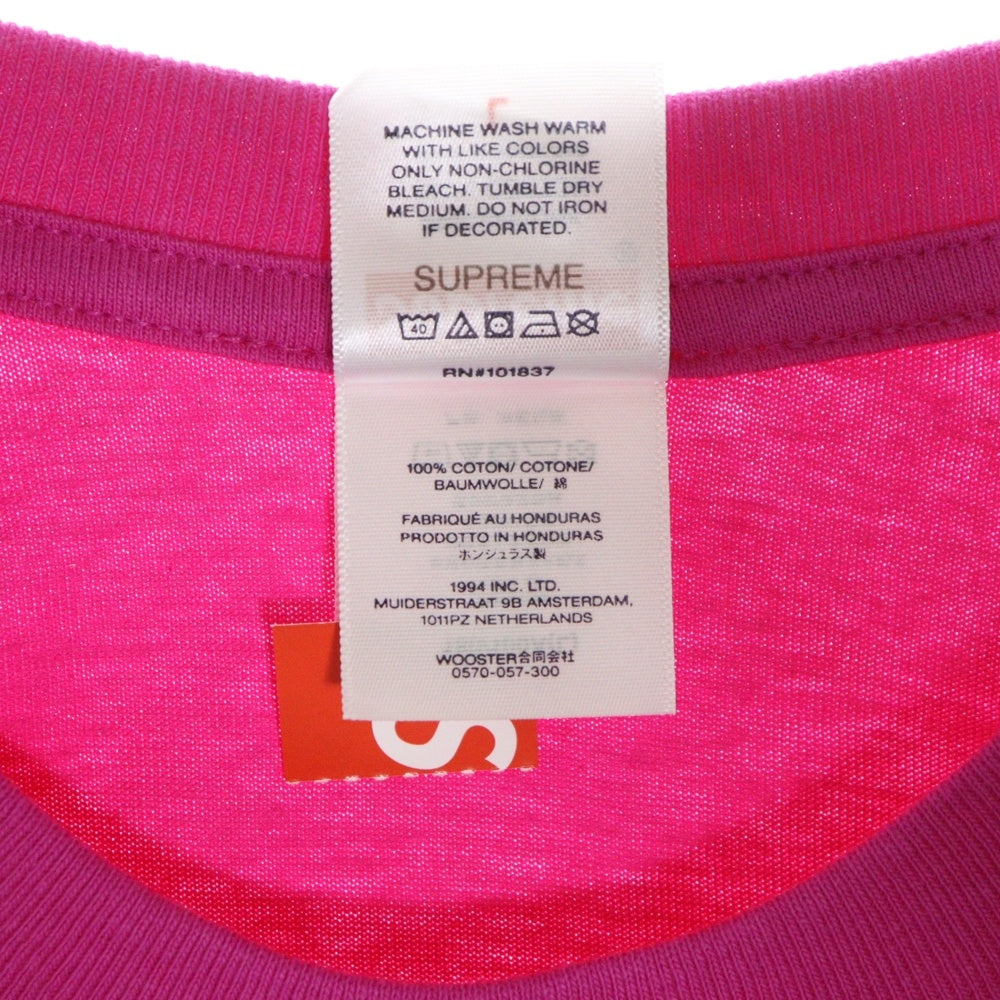 MACHINE WASH WARM
WITH LIKE COLORS
ONLY NON-CHLORINE
BLEACH. TUMBLE DRY
MEDIUM. DO NOT IRON
IF DECORATED.
SUPREME
40
RN#101837
100% COTON/ COTONE/
BAUMWOLLE/ 綿
FABRIQUÉ AU HONDURAS
PRODOTTO IN HONDURAS
ホンジュラス製
1994 INC. LTD.
MUIDERSTRAAT 9B AMSTERDAM,
1011PZ NETHERLANDS
WOOSTER合同会社
0570-057-300
S